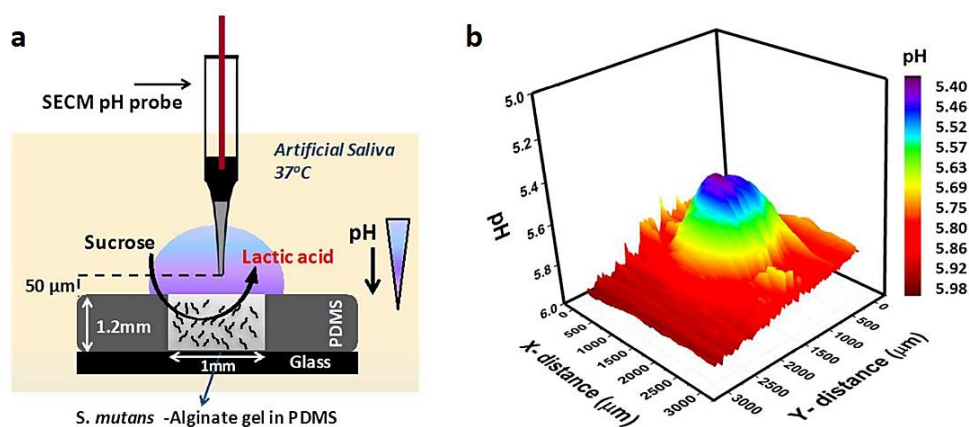 a
SECM pH probe
Artificial Saliva
37ºC
Sucrose
Lactic acid
pH
50 µm
1.2mm
PDMS
1mm
Glass
S. mutans -Alginate gel in PDMS
b
pH
5.40
5.46
5.51
5.57
5.63
5.69
5.75
5.80
5.86
5.92
5.98
5.0
5.2
5.4
5.6
5.8
6.0
pH
0
500
1000
1500
2000
2500
3000
X- distance (µm)
0
500
1000
1500
2000
2500
3000
Y- distance (µm)